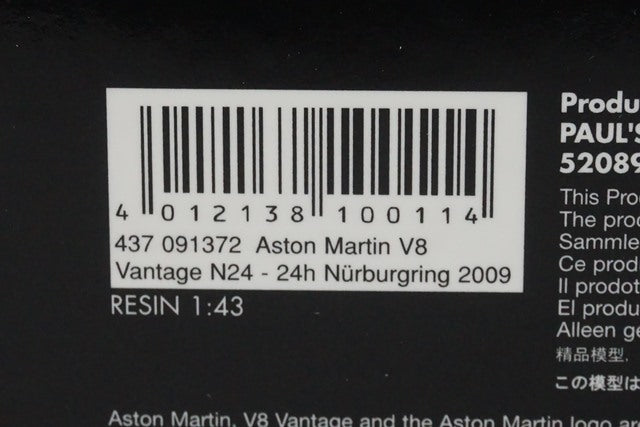 4 012138 100114
437 091372 Aston Martin V8
Vantage N24 - 24h Nürburgring 2009
RESIN 1:43
Produ
PAUL'S
52089
This Pro
The prod
Sammle
Ce prod
Il prodot
El produ
Alleen ge
精品模型,
この模型は
Aston Martin, V8 Vantage and the Aston Martin logo ar